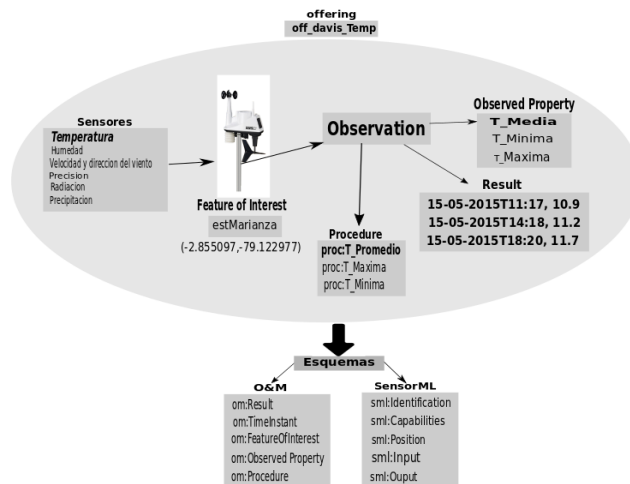 offering
off_davis_Temp
Sensores
Temperatura
Humedad
Velocidad y direccion del viento
Precision
Radiacion
Precipitacion
Feature of Interest
estMarianza
(-2.855097,-79.122977)
Observation
Observed Property
T_Media
T_Minima
T_Maxima
Result
15-05-2015T11:17, 10.9
15-05-2015T14:18, 11.2
15-05-2015T18:20, 11.7
Procedure
proc:T_Promedio
proc:T_Maxima
proc:T_Minima
Esquemas
O&M
om:Result
om:TimeInstant
om:FeatureOfInterest
om:Observed Property
om:Procedure
SensorML
sml:Identification
sml:Capabilities
sml:Position
sml:Input
sml:Ouput